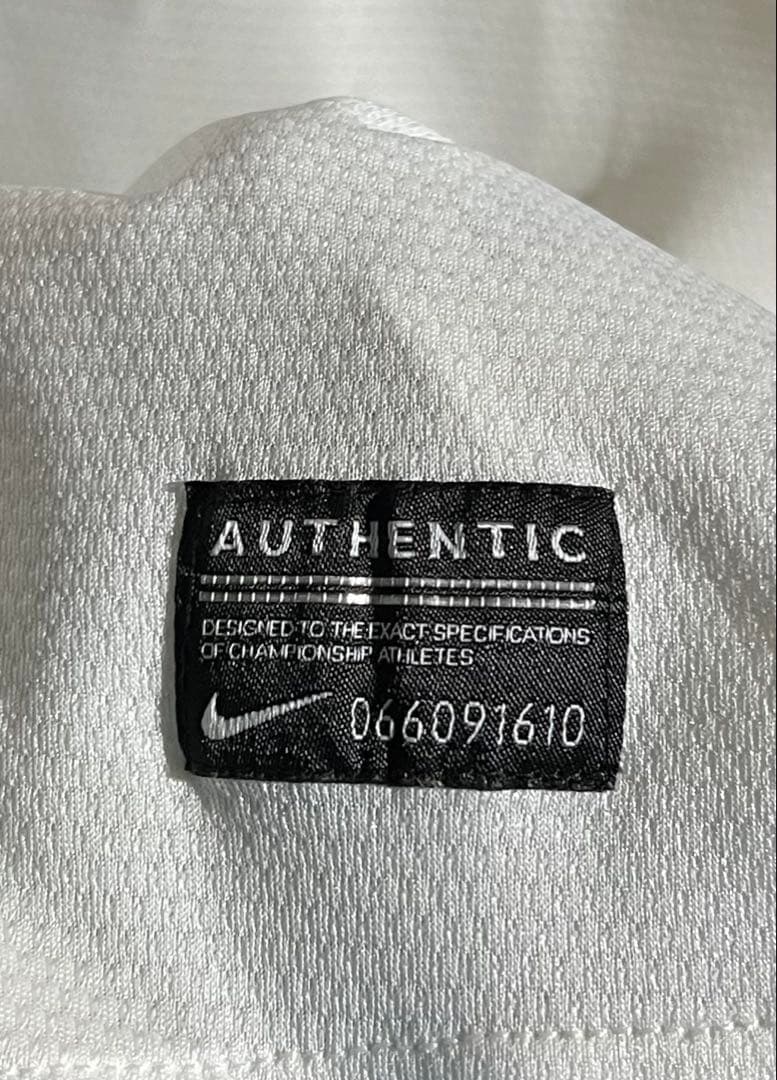 AUTHENTIC
DESIGNED TO THE EXACT SPECIFICATIONS
OF CHAMPIONSHIP ATHLETES
066091610